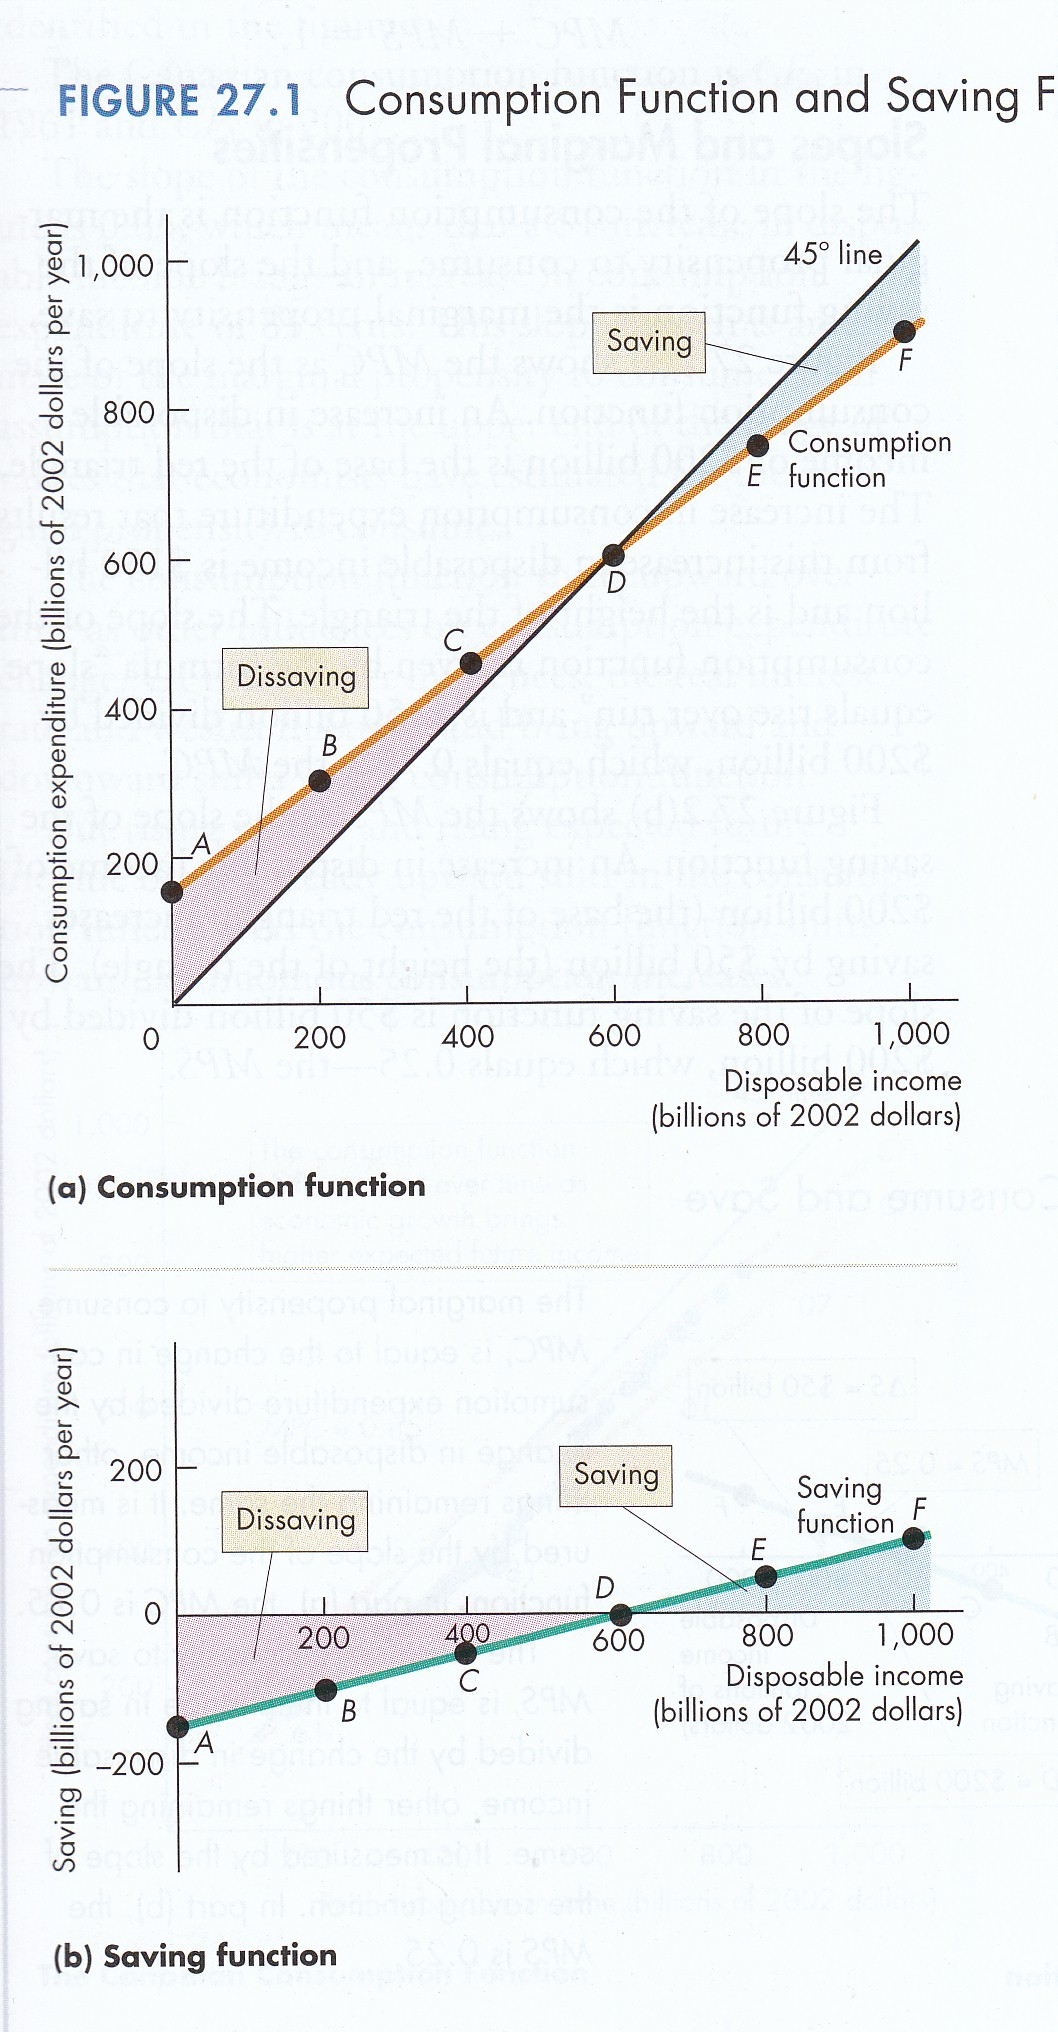 FIGURE 27.1 Consumption Function and Saving F
Consumption expenditure (billions of 2002 dollars per year)
1,000
800
600
400
200
0
200
400
600
800
1,000
45° line
Saving
Dissaving
A
B
C
D
E
F
Consumption
function
Disposable income
(billions of 2002 dollars)
(a) Consumption function
Saving (billions of 2002 dollars per year)
200
0
–200
200
400
600
800
1,000
Dissaving
Saving
Saving
function
A
B
C
D
E
F
Disposable income
(billions of 2002 dollars)
(b) Saving function